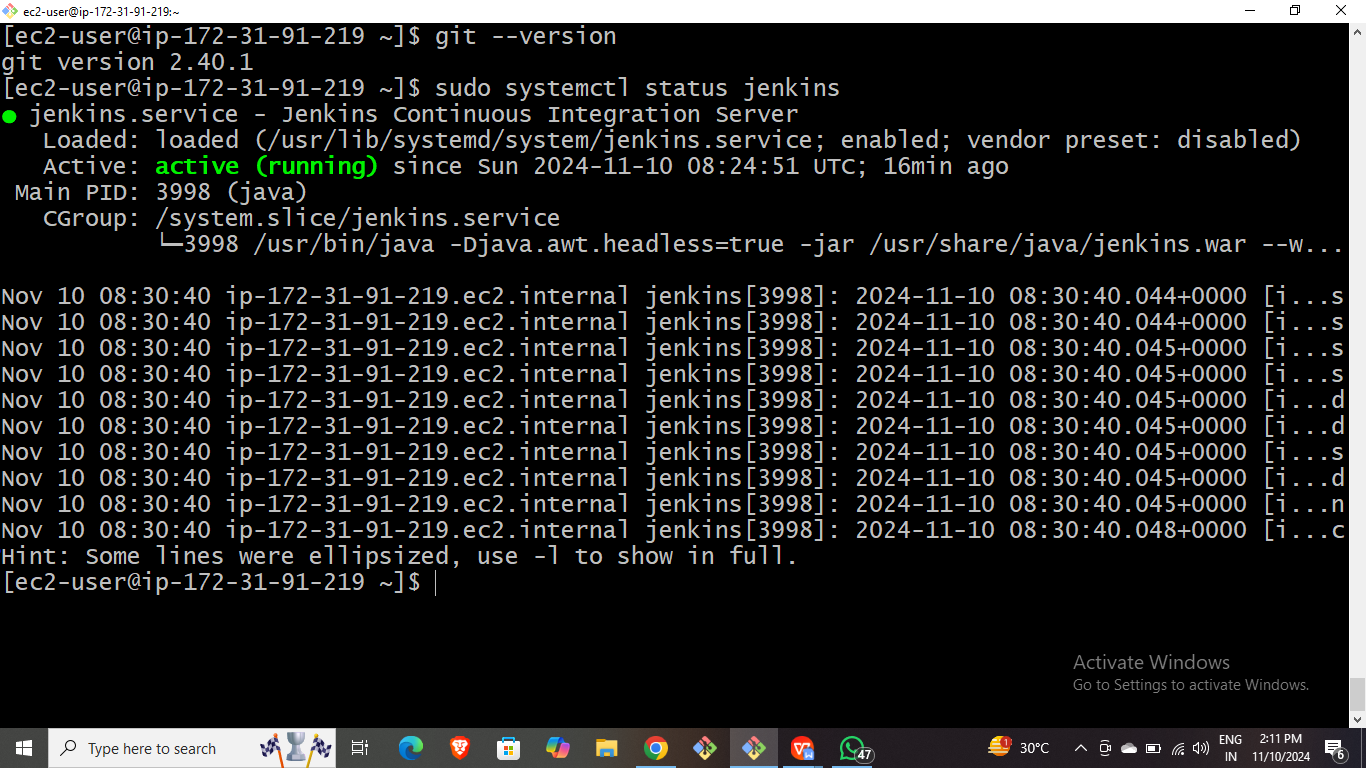 ec2-user@ip-172-31-91-219:~
[ec2-user@ip-172-31-91-219 ~]$ git --version
git version 2.40.1
[ec2-user@ip-172-31-91-219 ~]$ sudo systemctl status jenkins
● jenkins.service - Jenkins Continuous Integration Server
Loaded: loaded (/usr/lib/systemd/system/jenkins.service; enabled; vendor preset: disabled)
Active: active (running) since Sun 2024-11-10 08:24:51 UTC; 16min ago
Main PID: 3998 (java)
CGroup: /system.slice/jenkins.service
└─3998 /usr/bin/java -Djava.awt.headless=true -jar /usr/share/java/jenkins.war --w...
Nov 10 08:30:40 ip-172-31-91-219.ec2.internal jenkins[3998]: 2024-11-10 08:30:40.044+0000 [i...s
Nov 10 08:30:40 ip-172-31-91-219.ec2.internal jenkins[3998]: 2024-11-10 08:30:40.044+0000 [i...s
Nov 10 08:30:40 ip-172-31-91-219.ec2.internal jenkins[3998]: 2024-11-10 08:30:40.045+0000 [i...s
Nov 10 08:30:40 ip-172-31-91-219.ec2.internal jenkins[3998]: 2024-11-10 08:30:40.045+0000 [i...s
Nov 10 08:30:40 ip-172-31-91-219.ec2.internal jenkins[3998]: 2024-11-10 08:30:40.045+0000 [i...d
Nov 10 08:30:40 ip-172-31-91-219.ec2.internal jenkins[3998]: 2024-11-10 08:30:40.045+0000 [i...d
Nov 10 08:30:40 ip-172-31-91-219.ec2.internal jenkins[3998]: 2024-11-10 08:30:40.045+0000 [i...s
Nov 10 08:30:40 ip-172-31-91-219.ec2.internal jenkins[3998]: 2024-11-10 08:30:40.045+0000 [i...d
Nov 10 08:30:40 ip-172-31-91-219.ec2.internal jenkins[3998]: 2024-11-10 08:30:40.045+0000 [i...n
Nov 10 08:30:40 ip-172-31-91-219.ec2.internal jenkins[3998]: 2024-11-10 08:30:40.048+0000 [i...c
Hint: Some lines were ellipsized, use -l to show in full.
[ec2-user@ip-172-31-91-219 ~]$
Activate Windows
Go to Settings to activate Windows.
Type here to search
47
1
30°C
ENG
IN
2:11 PM
11/10/2024
6